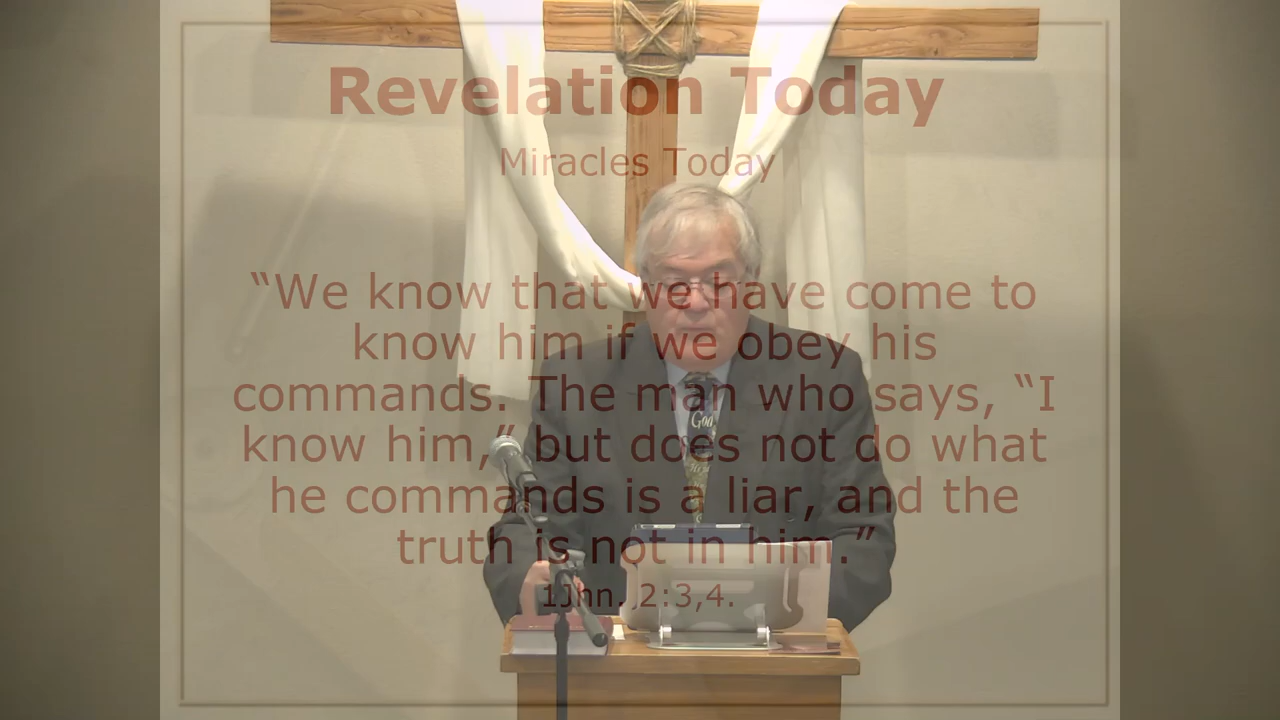 Revelation Today
Miracles Today
“We know that we have come to
know him if we obey his
commands. The man who says, “I
know him,” but does not do what
he commands is a liar, and the
truth is not in him.”
1Jhn. 2:3,4.
God